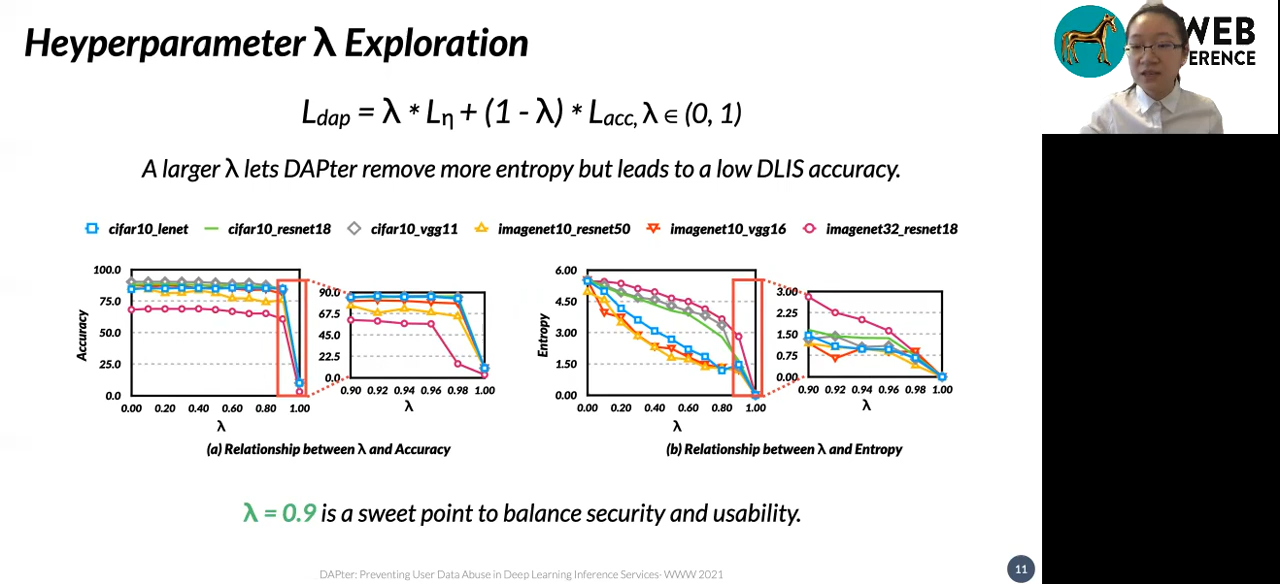 Heyperparameter λ Exploration
WEB
ERENCE
L_dap = λ * L_η + (1 - λ) * L_acc, λ ∈ (0, 1)
A larger λ lets DAPter remove more entropy but leads to a low DLIS accuracy.
cifar10_lenet cifar10_resnet18 cifar10_vgg11 imagenet10_resnet50 imagenet10_vgg16 imagenet32_resnet18
Accuracy
100.0
75.0
50.0
25.0
0.0
0.00 0.20 0.40 0.60 0.80 1.00
λ
90.0
67.5
45.0
22.5
0.0
0.90 0.92 0.94 0.96 0.98 1.00
λ
(a) Relationship between λ and Accuracy
Entropy
6.00
4.50
3.00
1.50
0.00
0.00 0.20 0.40 0.60 0.80 1.00
λ
3.00
2.25
1.50
0.75
0.00
0.90 0.92 0.94 0.96 0.98 1.00
λ
(b) Relationship between λ and Entropy
λ = 0.9 is a sweet point to balance security and usability.
DAPter: Preventing User Data Abuse in Deep Learning Inference Services- WWW 2021
11